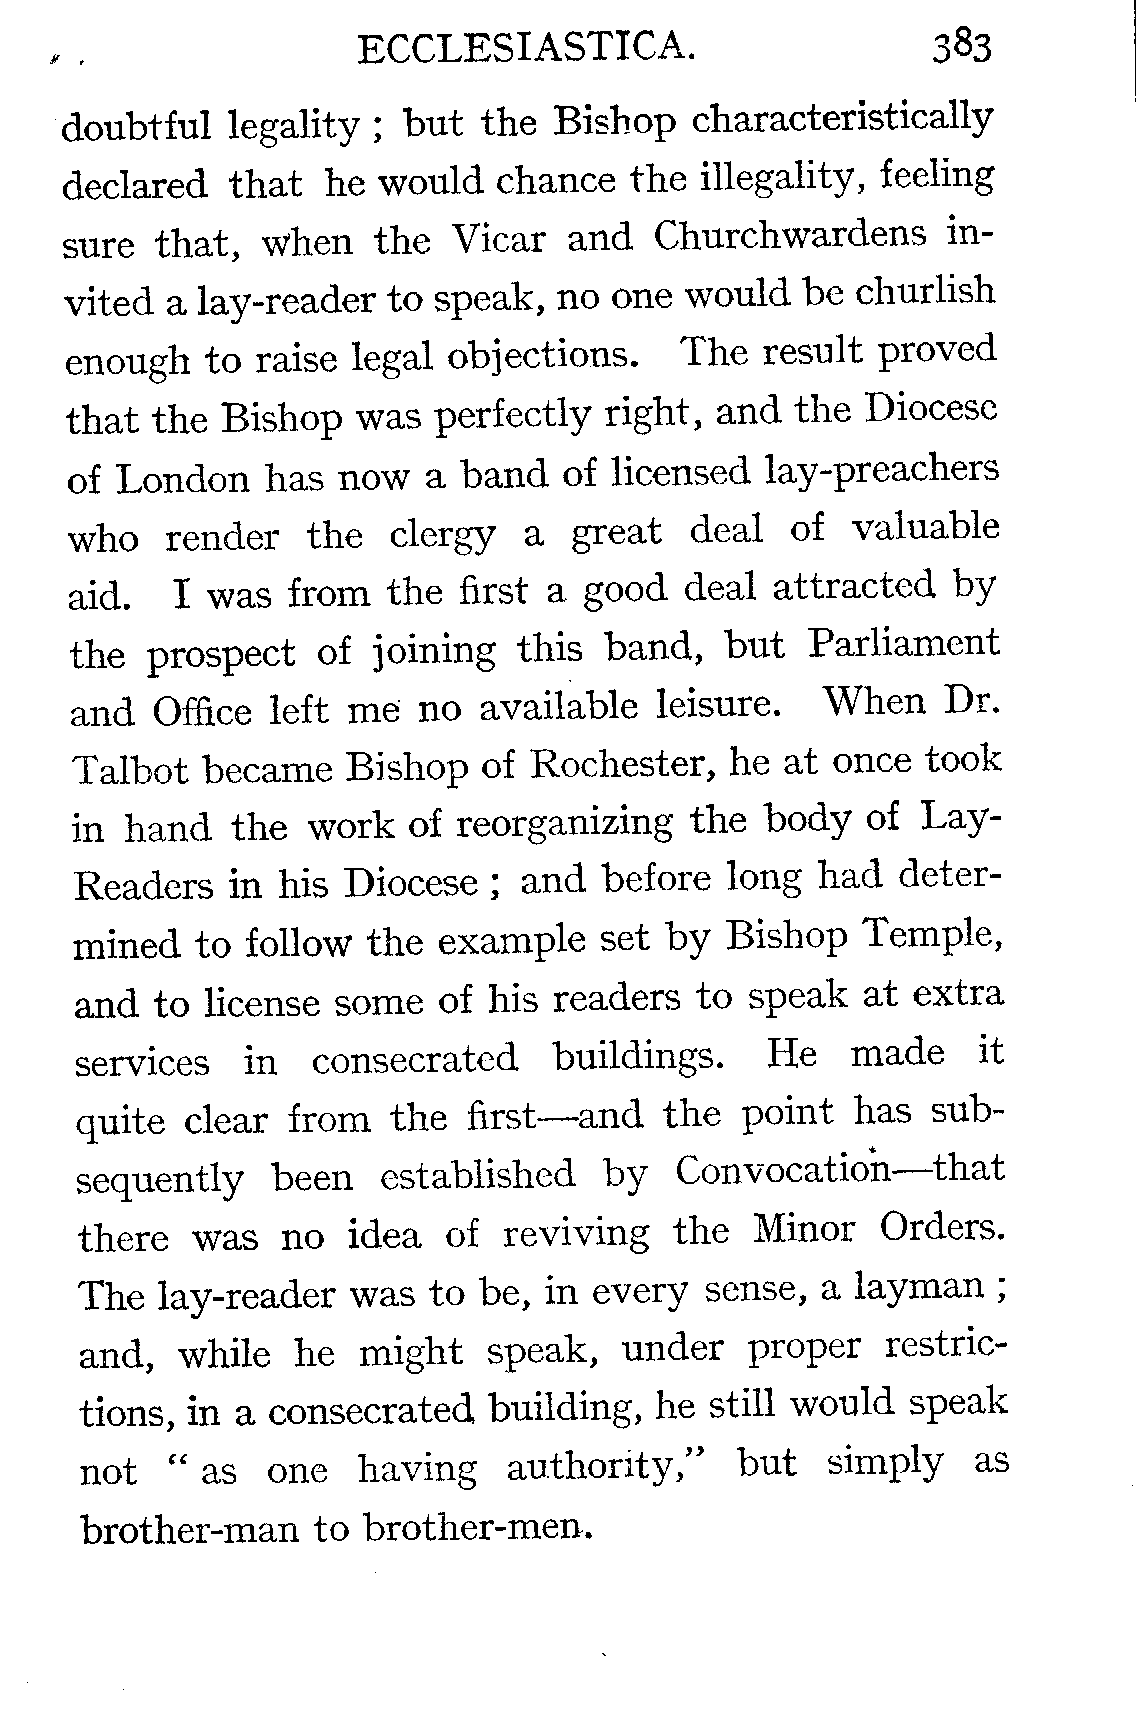 ECCLESIASTICA. 383
doubtful legality ; but the Bishop characteristically
declared that he would chance the illegality, feeling
sure that, when the Vicar and Churchwardens in-
vited a lay-reader to speak, no one would be churlish
enough to raise legal objections. The result proved
that the Bishop was perfectly right, and the Diocese
of London has now a band of licensed lay-preachers
who render the clergy a great deal of valuable
aid. I was from the first a good deal attracted by
the prospect of joining this band, but Parliament
and Office left me no available leisure. When Dr.
Talbot became Bishop of Rochester, he at once took
in hand the work of reorganizing the body of Lay-
Readers in his Diocese ; and before long had deter-
mined to follow the example set by Bishop Temple,
and to license some of his readers to speak at extra
services in consecrated buildings. He made it
quite clear from the first—and the point has sub-
sequently been established by Convocation—that
there was no idea of reviving the Minor Orders.
The lay-reader was to be, in every sense, a layman ;
and, while he might speak, under proper restric-
tions, in a consecrated building, he still would speak
not “ as one having authority,” but simply as
brother-man to brother-men.